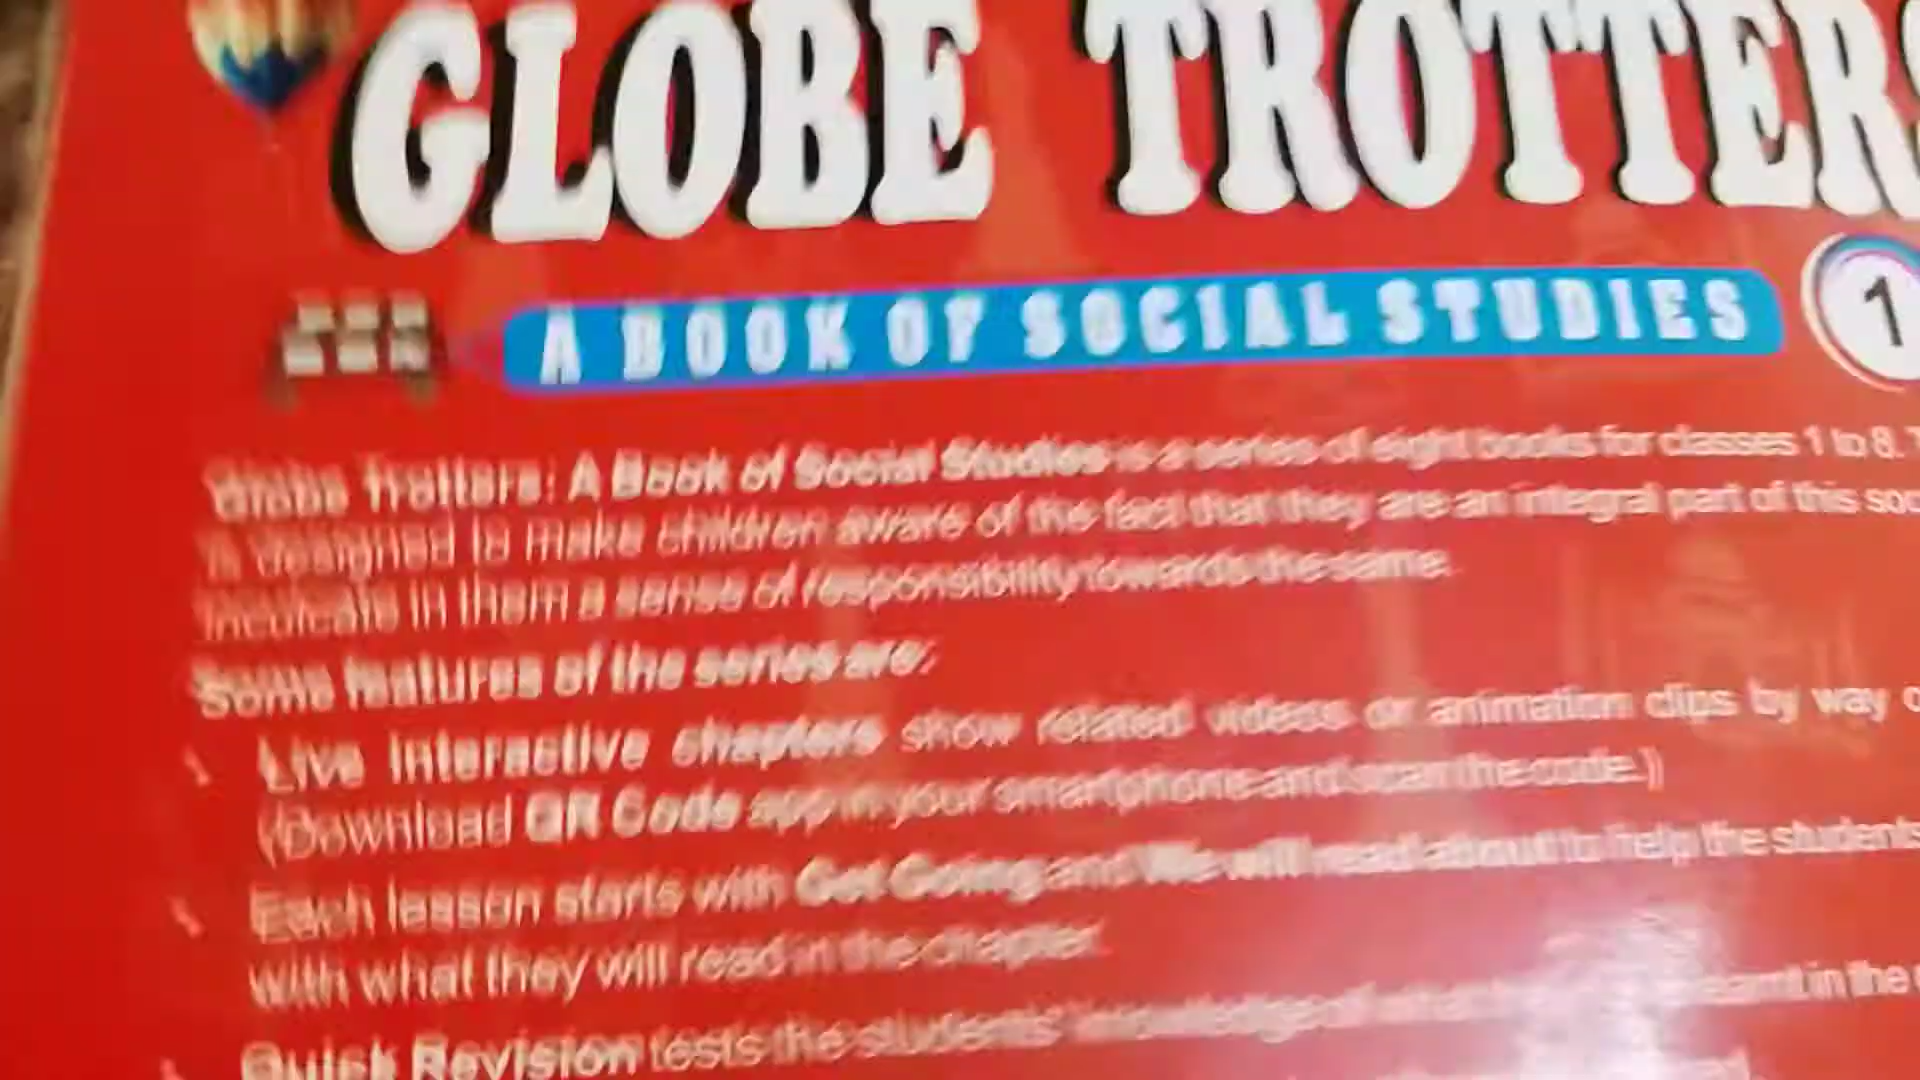 GLOBE TROTTERS
A BOOK OF SOCIAL STUDIES 1
Globe Trotters: A Book of Social Studies is a series of eight books for classes 1 to 8.
is designed to make children aware of the fact that they are an integral part of this
inculcate in them a sense of responsibility towards the same.
Some features of the series are:
Live interactive chapters show related videos or animation clips by way
(Download QR Code app in your smartphone and scan the code.)
Each lesson starts with Get Going and We will read about to help the students
with what they will read in the chapter.
Quick Revision tests the students' knowledge of what in the